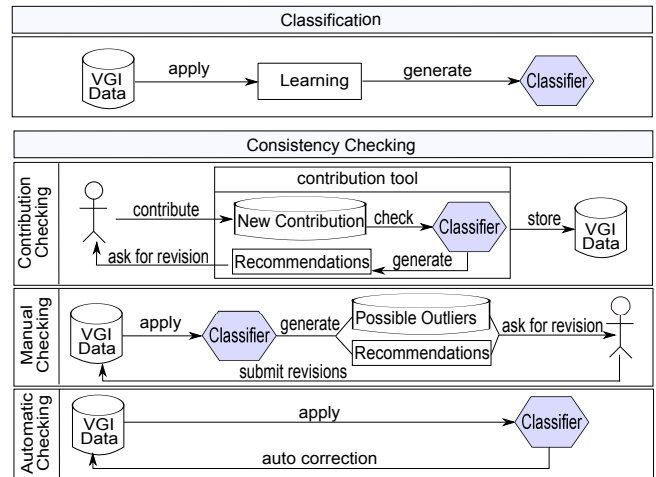 Classification
VGI
Data
apply
Learning
generate
Classifier
Consistency Checking
Contribution
Checking
contribution tool
contribute
New Contribution
check
Classifier
store
VGI
Data
ask for revision
Recommendations
generate
Manual
Checking
VGI
Data
apply
Classifier
generate
Possible Outliers
Recommendations
ask for revision
submit revisions
Automatic
Checking
VGI
Data
apply
Classifier
auto correction